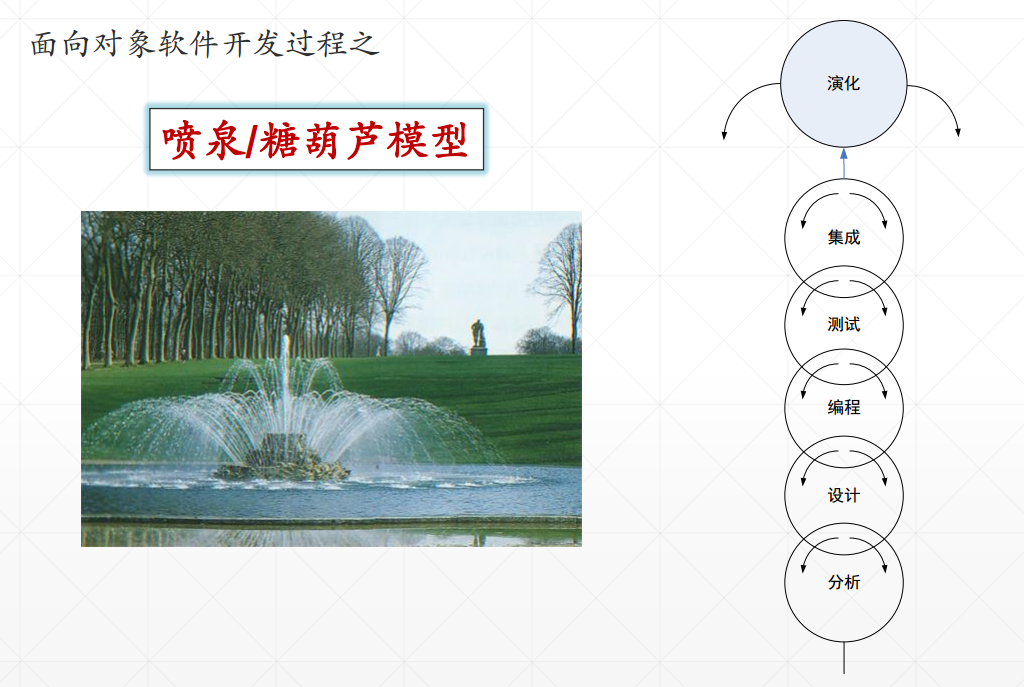 面向对象软件开发过程之
喷泉/糖葫芦模型
演化
集成
测试
编程
设计
分析